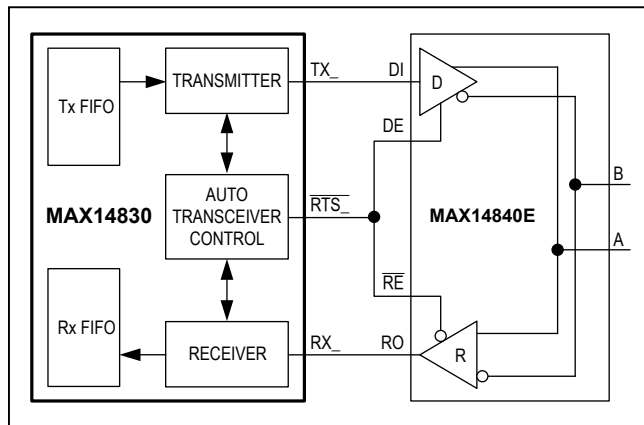 MAX14830
Tx FIFO
TRANSMITTER
TX_
AUTO
TRANSCEIVER
CONTROL
RTS_
Rx FIFO
RECEIVER
RX_
MAX14840E
DI
D
DE
RE
RO
R
B
A